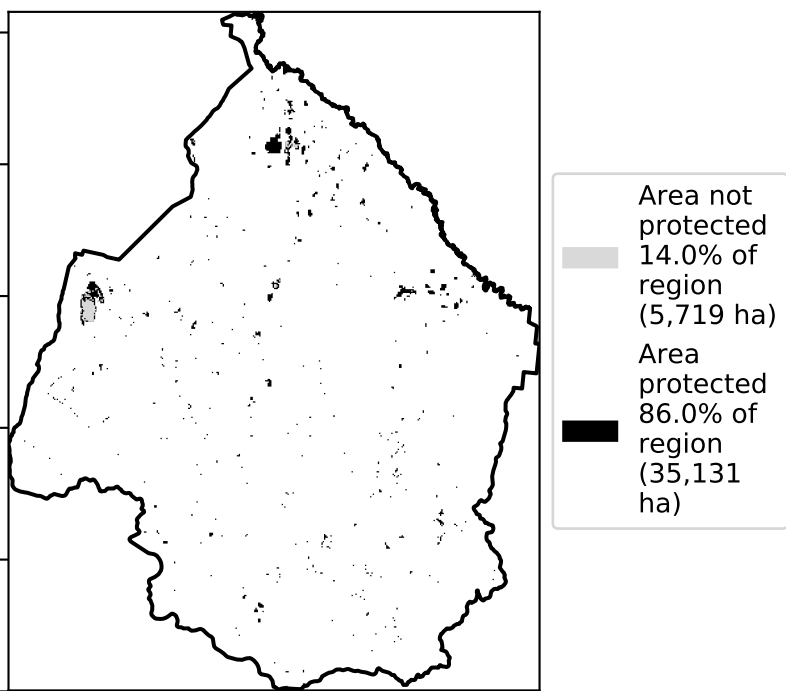 Area not
protected
14.0% of
region
(5,719 ha)
Area
protected
86.0% of
region
(35,131
ha)